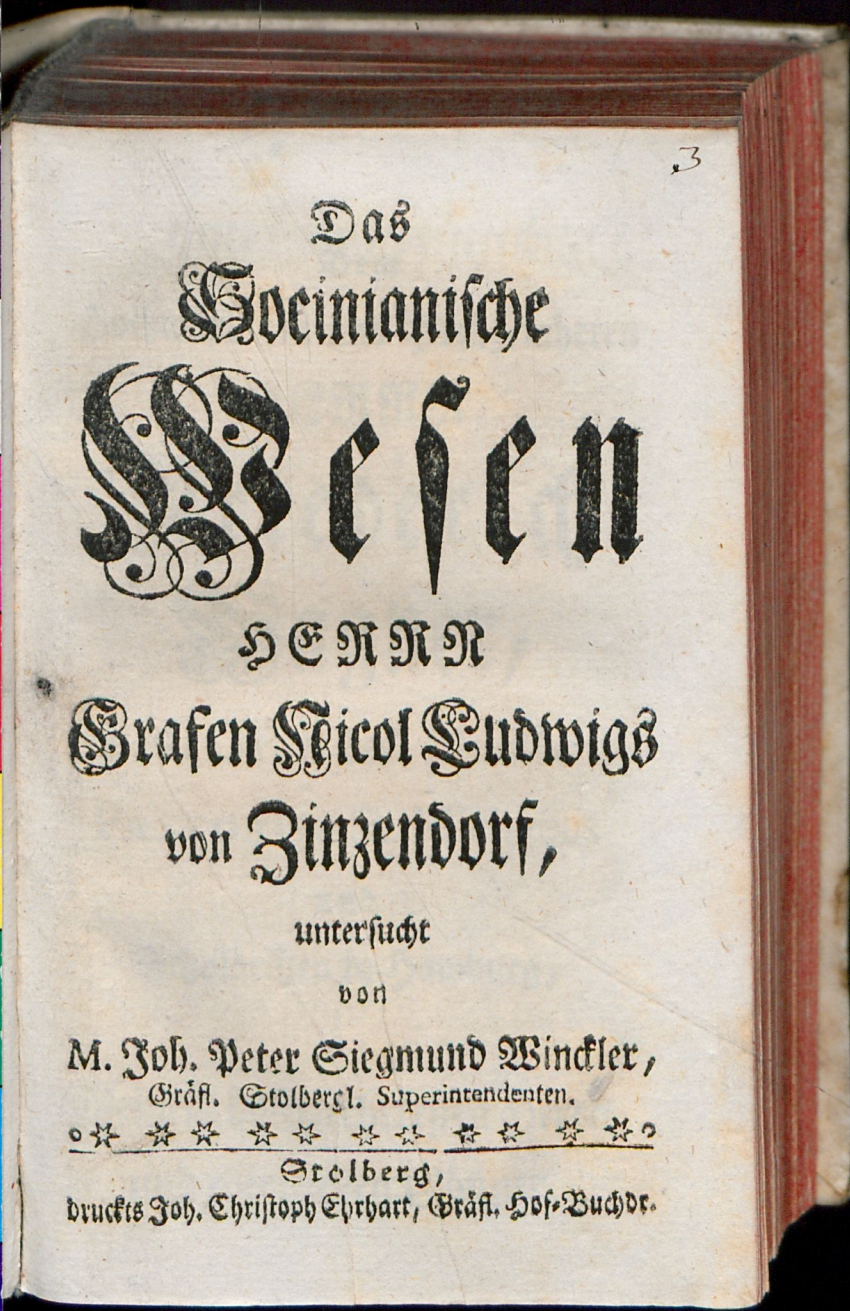 3
Das
Socinianische
Wesen
HERRN
Grafen Nicol Ludwigs
von Zinzendorf,
untersucht
von
M. Joh. Peter Siegmund Winckler,
Gräfl. Stolbergl. Superintendenten.
Stolberg,
druckts Joh. Christoph Ehrhart, Gräfl. Hof-Buchdr.